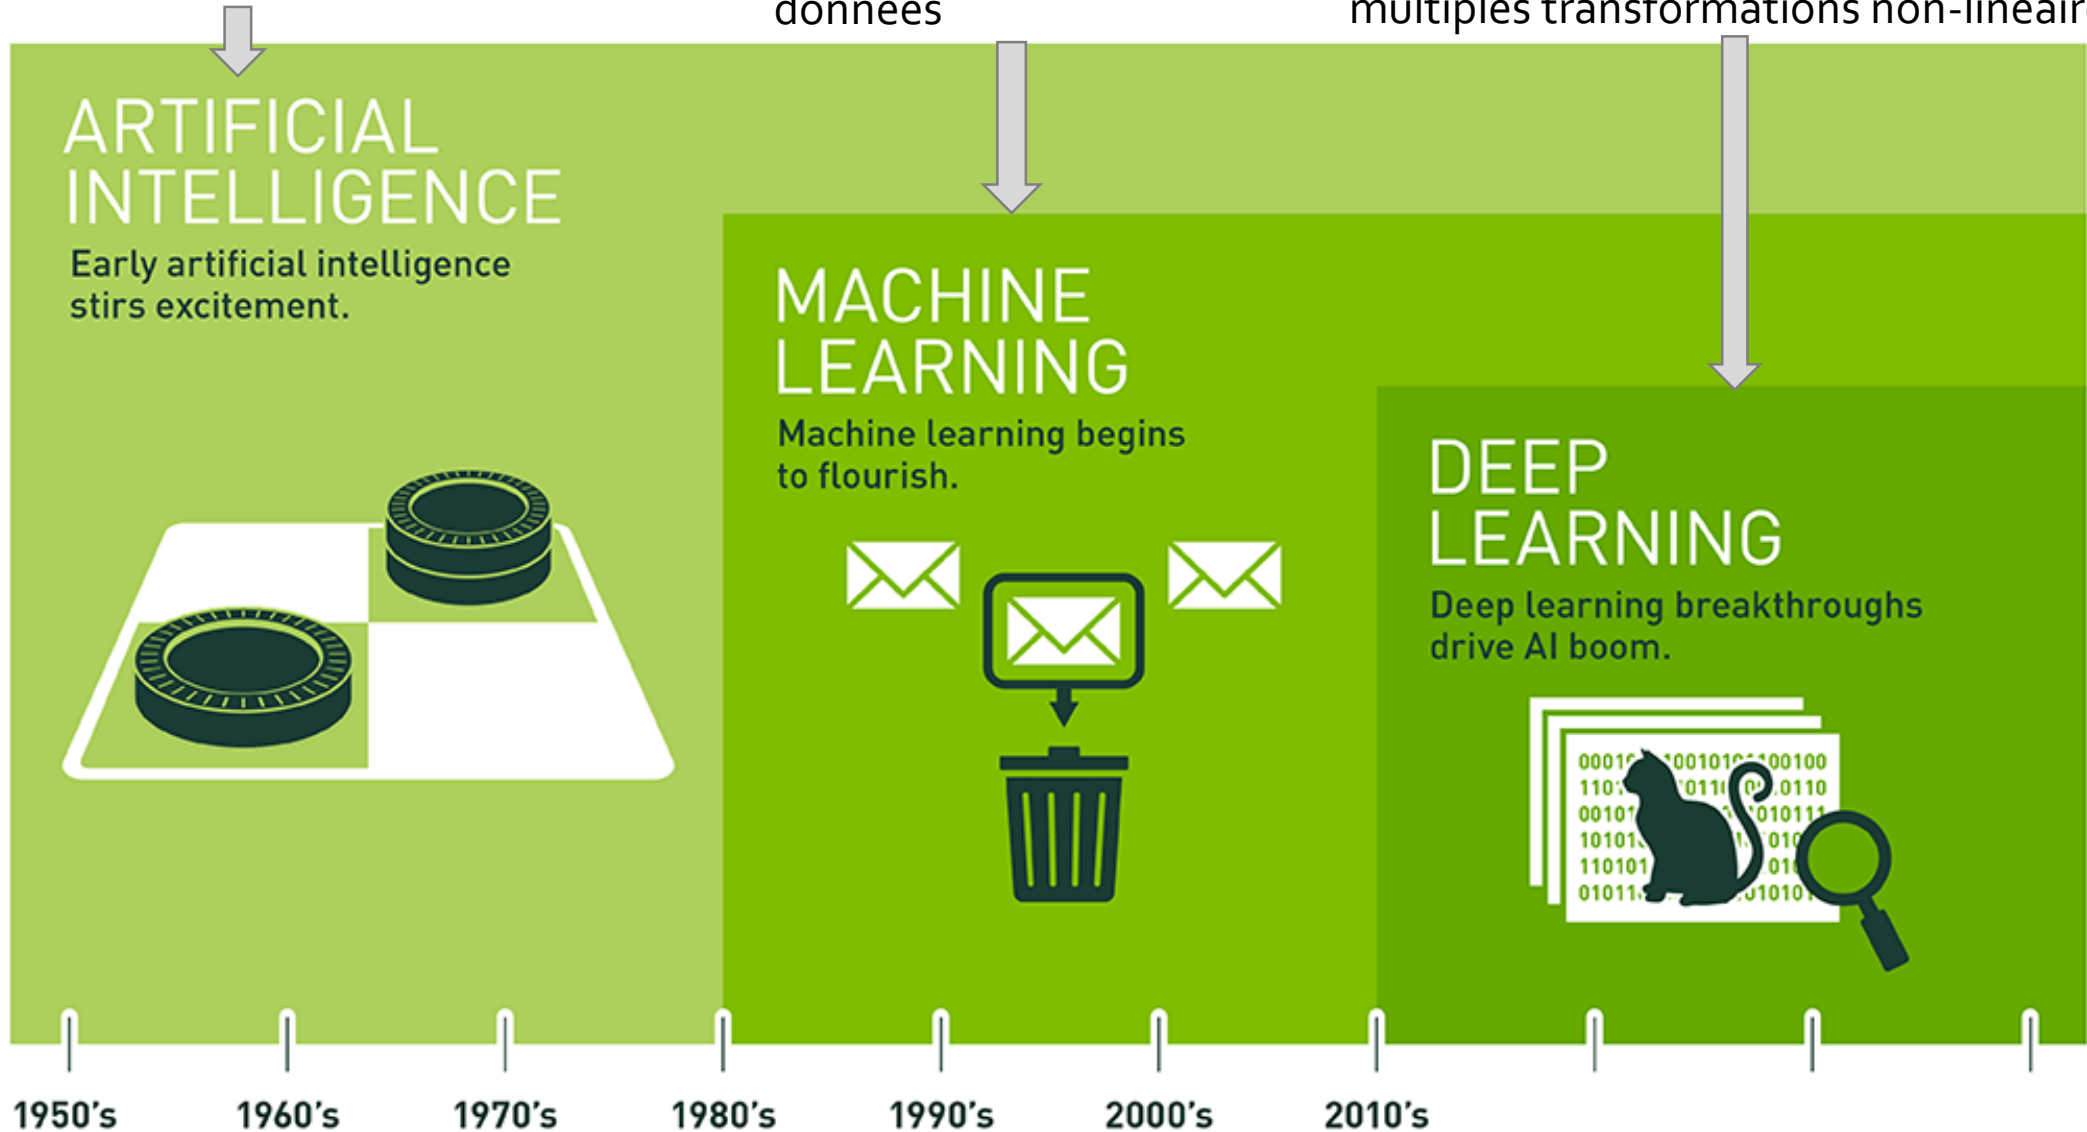 données
multiples transformations non-linéaire
ARTIFICIAL
INTELLIGENCE
Early artificial intelligence
stirs excitement.
MACHINE
LEARNING
Machine learning begins
to flourish.
DEEP
LEARNING
Deep learning breakthroughs
drive AI boom.
1950's 1960's 1970's 1980's 1990's 2000's 2010's